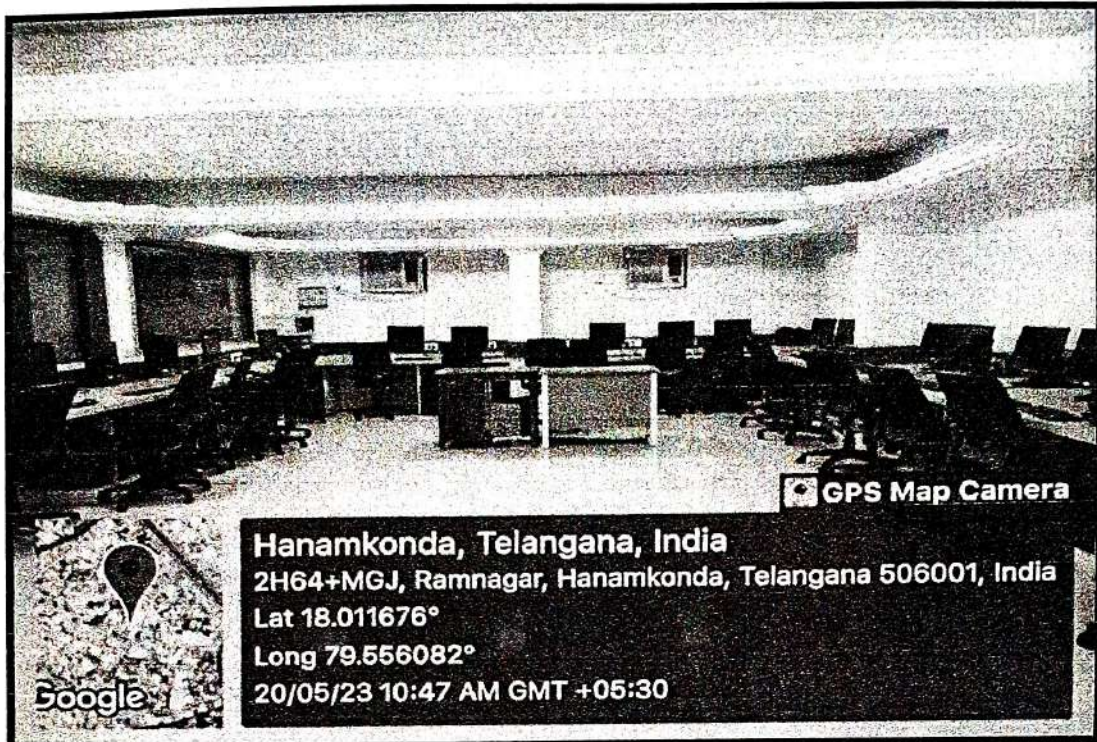 GPS Map Camera
Hanamkonda, Telangana, India
2H64+MGJ, Ramnagar, Hanamkonda, Telangana 506001, India
Lat 18.011676°
Long 79.556082°
20/05/23 10:47 AM GMT +05:30
Google